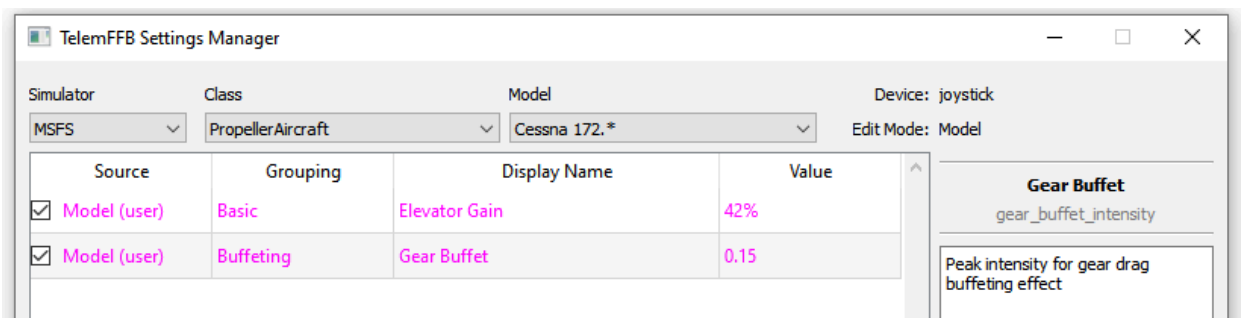 TelemFFB Settings Manager
Simulator Class Model Device: joystick
MSFS PropellerAircraft Cessna 172.* Edit Mode: Model
Source Grouping Display Name Value
Model (user) Basic Elevator Gain 42%
Model (user) Buffeting Gear Buffet 0.15
Gear Buffet
gear_buffet_intensity
Peak intensity for gear drag
buffeting effect